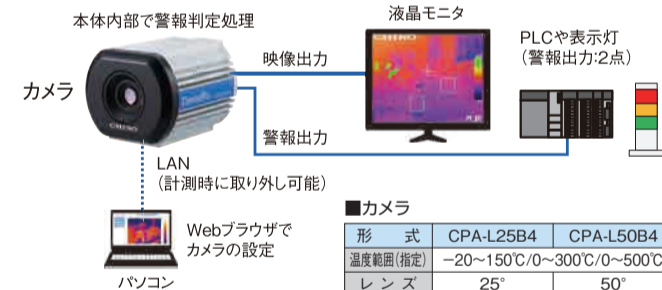 本体内部で警報判定処理
液晶モニタ
PLCや表示灯
(警報出力:2点)
映像出力
カメラ
CHINO
CHINO
警報出力
LAN
(計測時に取り外し可能)
Webブラウザで
カメラの設定
パソコン
■カメラ
形 式 CPA-L25B4 CPA-L50B4
温度範囲(指定) −20〜150℃/0〜300℃/0〜500℃
レ ン ズ 25° 50°